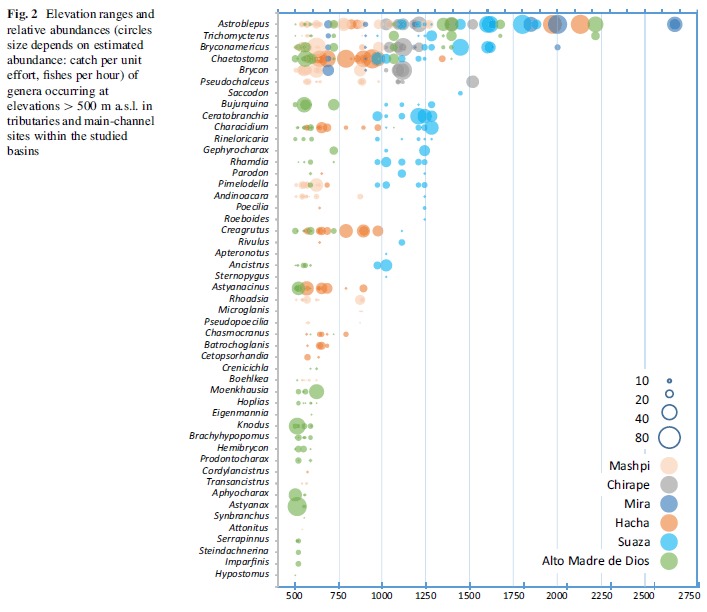 Fig. 2 Elevation ranges and
relative abundances (circles
size depends on estimated
abundance: catch per unit
effort, fishes per hour) of
genera occurring at
elevations > 500 m a.s.l. in
tributaries and main-channel
sites within the studied
basins
Astroblepus
Trichomycterus
Bryconamericus
Chaetostoma
Brycon
Pseudochalceus
Saccodon
Bujurquina
Ceratobranchia
Characidium
Rineloricaria
Gephyrocharax
Rhamdia
Parodon
Pimelodella
Andinoacara
Poecilia
Roeboides
Creagrutus
Rivulus
Apteronotus
Ancistrus
Sternopygus
Astyanacinus
Rhoadsia
Microglanis
Pseudopoecilia
Chasmocranus
Batrochoglanis
Cetopsorhandia
Crenicichla
Boehlkea
Moenkhausia
Hoplias
Eigenmannia
Knodus
Brachyhypopomus
Hemibrycon
Prodontocharax
Cordylancistrus
Transancistrus
Aphyocharax
Astyanax
Synbranchus
Attonitus
Serrapinnus
Steindachnerina
Imparfinis
Hypostomus
10
20
40
80
Mashpi
Chirape
Mira
Hacha
Suaza
Alto Madre de Dios
500 750 1000 1250 1500 1750 2000 2250 2500 2750